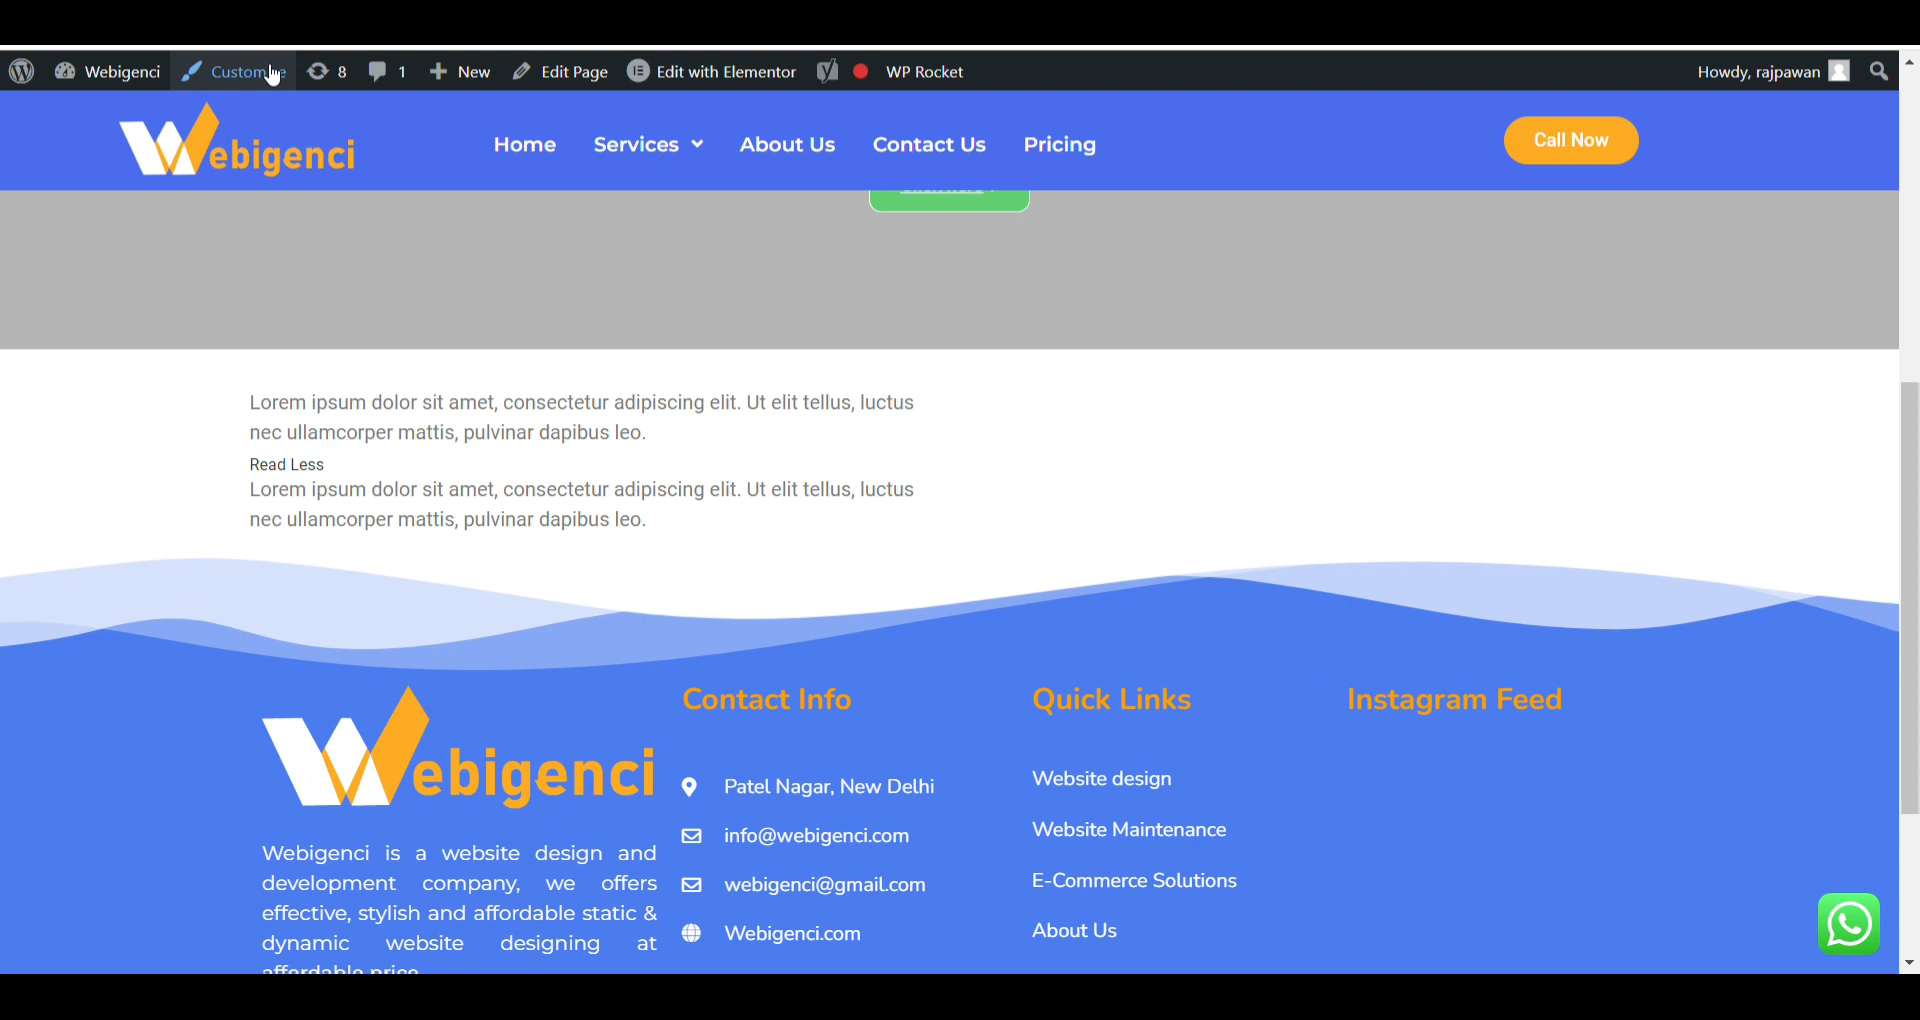 Webigenci Customize 8 1 New Edit Page Edit with Elementor WP Rocket Howdy, rajpawan
Webigenci Home Services About Us Contact Us Pricing Call Now
Lorem ipsum dolor sit amet, consectetur adipiscing elit. Ut elit tellus, luctus
nec ullamcorper mattis, pulvinar dapibus leo.
Read Less
Lorem ipsum dolor sit amet, consectetur adipiscing elit. Ut elit tellus, luctus
nec ullamcorper mattis, pulvinar dapibus leo.
Webigenci
Webigenci is a website design and
development company, we offers
effective, stylish and affordable static &
dynamic website designing at
affordable price
Contact Info
Patel Nagar, New Delhi
info@webigenci.com
webigenci@gmail.com
Webigenci.com
Quick Links
Website design
Website Maintenance
E-Commerce Solutions
About Us
Instagram Feed